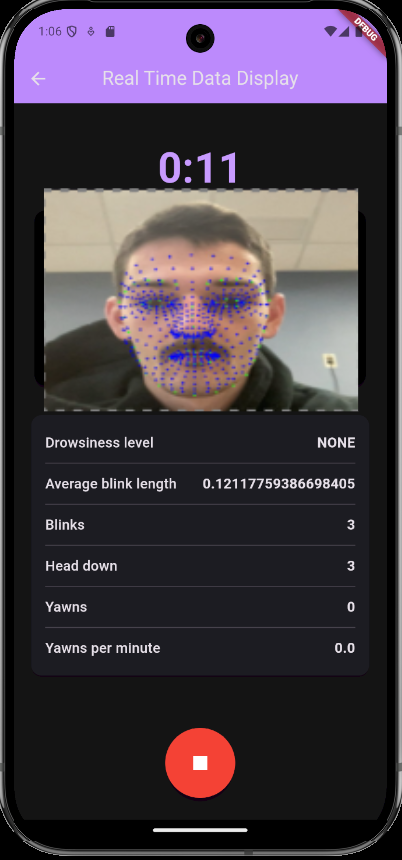 1:06
DEBUG
Real Time Data Display
0:11
Drowsiness level NONE
Average blink length 0.12117759386698405
Blinks 3
Head down 3
Yawns 0
Yawns per minute 0.0